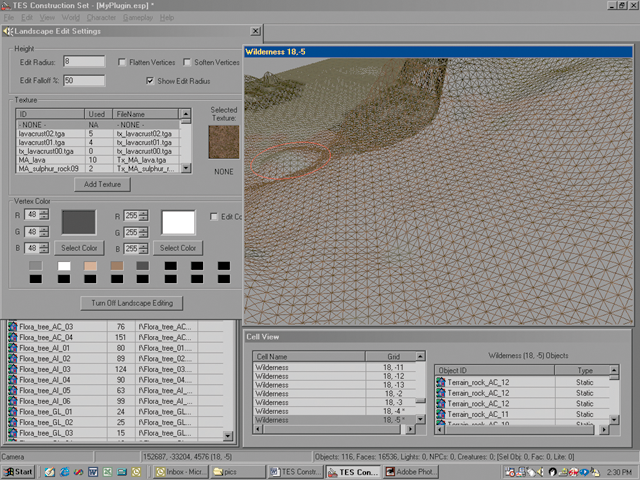 TES Construction Set - [MyPlugin.esp] *
File Edit View World Character Gameplay Help
Landscape Edit Settings
Height
Edit Radius: 8 Flatten Vertices Soften Vertices
Edit Falloff %: 50 Show Edit Radius
Texture
ID Used FileName
- NONE - NA - NONE -
lavacrust02.tga 5 tx_lavacrust02.tga
lavacrust01.tga 4 tx_lavacrust01.tga
tx_lavacrust00.tga 0 tx_lavacrust00.tga
MA_lava 10 Tx_MA_lava.tga
MA_sulphur_rock09 2 Tx_MA_sulphur_r...
Selected
Texture:
NONE
Add Texture
Vertex Color
R 48 R 255 Edit Co
G 48 G 255
B 48 Select Color B 255 Select Color
Turn Off Landscape Editing
Flora_tree_AC_03 76 f\Flora_tree_AC...
Flora_tree_AC_04 151 f\Flora_tree_AC...
Flora_tree_AI_01 80 f\Flora_tree_01...
Flora_tree_AI_02 89 f\Flora_tree_02...
Flora_tree_AI_03 124 f\Flora_tree_03...
Flora_tree_AI_04 90 f\Flora_tree_04...
Flora_tree_AI_05 63 f\Flora_tree_AI_...
Flora_tree_AI_06 99 f\Flora_tree_AI_...
Flora_tree_GL_01 24 f\Flora_tree_GL...
Flora_tree_GL_02 25 f\Flora_tree_GL...
Flora_tree_GL_03 15 f\Flora_tree_GL...
Wilderness 18,-5
Cell View
Cell Name Grid
Wilderness 18, -11
Wilderness 18, -12
Wilderness 18, -13
Wilderness 18, -2
Wilderness 18, -3
Wilderness 18, -4 *
Wilderness 18, -5 *
Wilderness (18, -5) Objects
Object ID Type
Terrain_rock_AC_12 Static
Terrain_rock_AC_12 Static
Terrain_rock_AC_11 Static
Terrain_rock_AC_10 Static
Camera 152687, -33204, 4576 (18, -5) Objects: 116, Faces: 16536, Lights: 0, NPCs: 0, Creatures: 0, [Sel Obj, Fac: 0, Lite: 0]
Start Inbox - Micr... pics TES Constr... TES Con... Adobe Phot... 2:30 PM